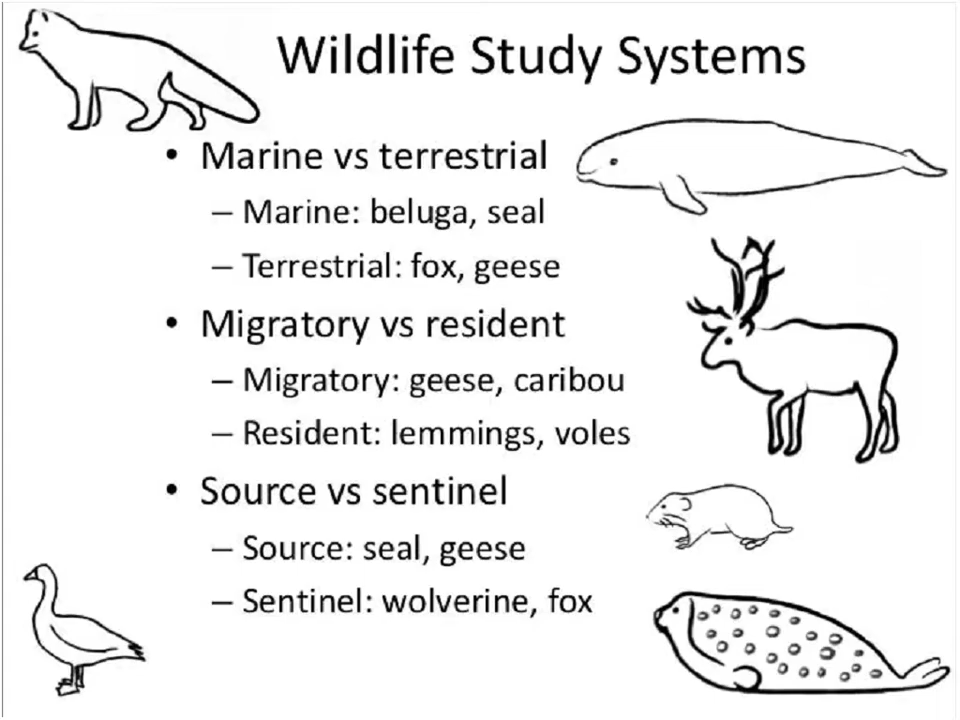 Wildlife Study Systems
• Marine vs terrestrial
– Marine: beluga, seal
– Terrestrial: fox, geese
• Migratory vs resident
– Migratory: geese, caribou
– Resident: lemmings, voles
• Source vs sentinel
– Source: seal, geese
– Sentinel: wolverine, fox